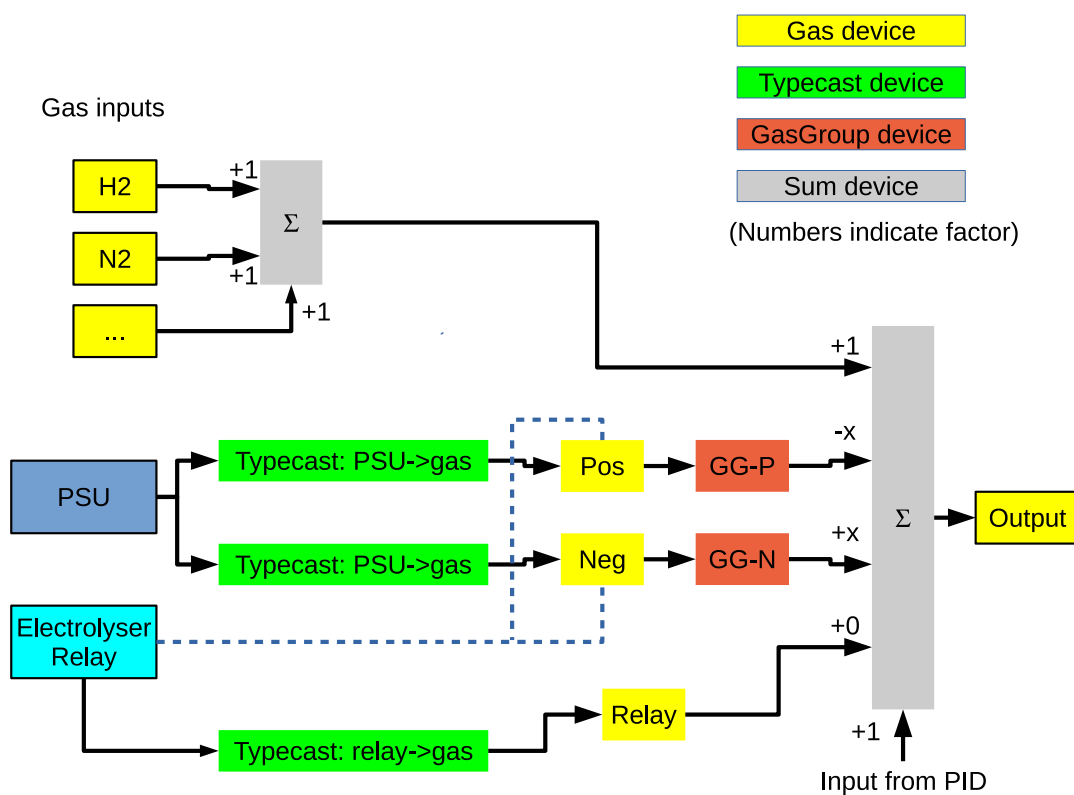 Gas device
Typecast device
GasGroup device
Sum device
(Numbers indicate factor)
Gas inputs
H2
+1
Σ
N2
+1
...
+1
+1
Typecast: PSU->gas
Pos
GG-P
-x
PSU
Σ
Output
Typecast: PSU->gas
Neg
GG-N
+x
Electrolyser
Relay
+0
Relay
Typecast: relay->gas
+1
Input from PID